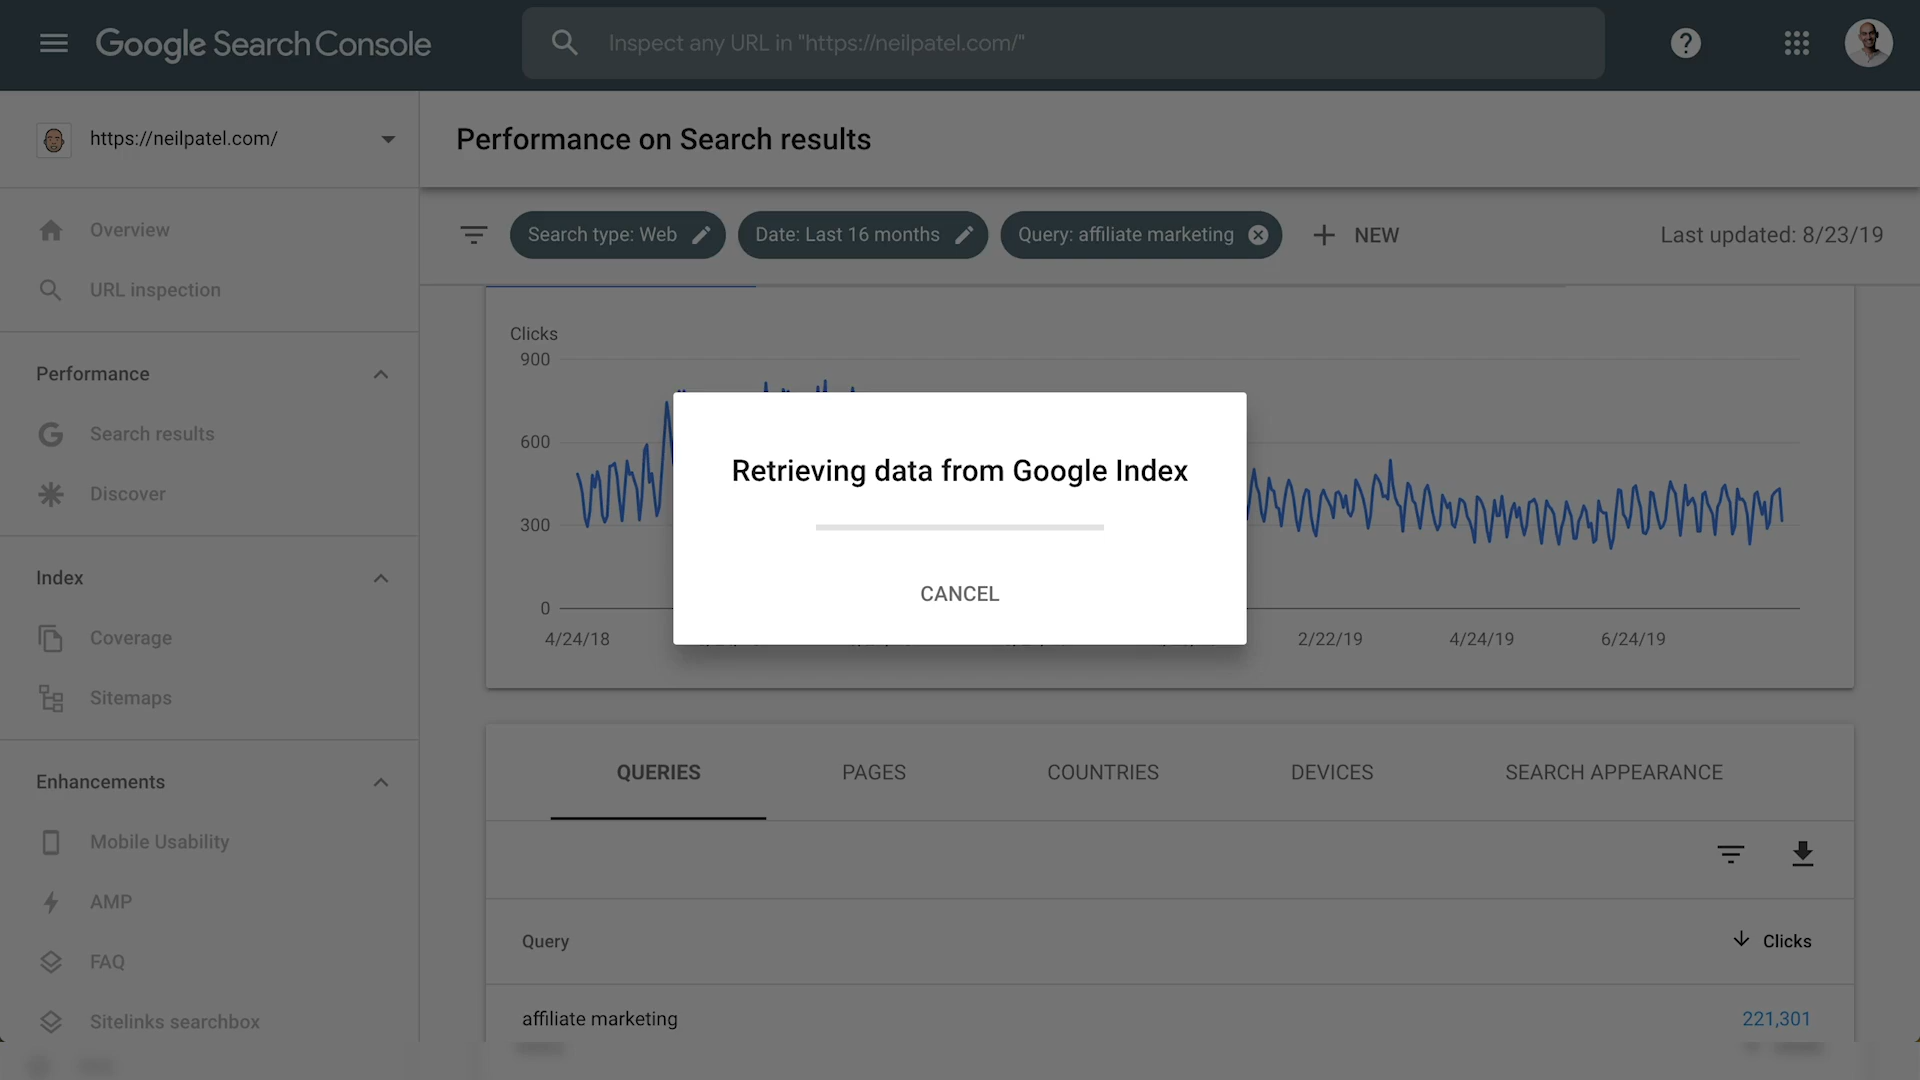 Google Search Console
Inspect any URL in "https://neilpatel.com/"
https://neilpatel.com/
Performance on Search results
Overview
URL inspection
Performance
Search results
Discover
Index
Coverage
Sitemaps
Enhancements
Mobile Usability
AMP
FAQ
Sitelinks searchbox
Search type: Web
Date: Last 16 months
Query: affiliate marketing
NEW
Last updated: 8/23/19
Clicks
900
600
300
0
4/24/18
2/22/19
4/24/19
6/24/19
Retrieving data from Google Index
CANCEL
QUERIES
PAGES
COUNTRIES
DEVICES
SEARCH APPEARANCE
Query
Clicks
affiliate marketing
221,301